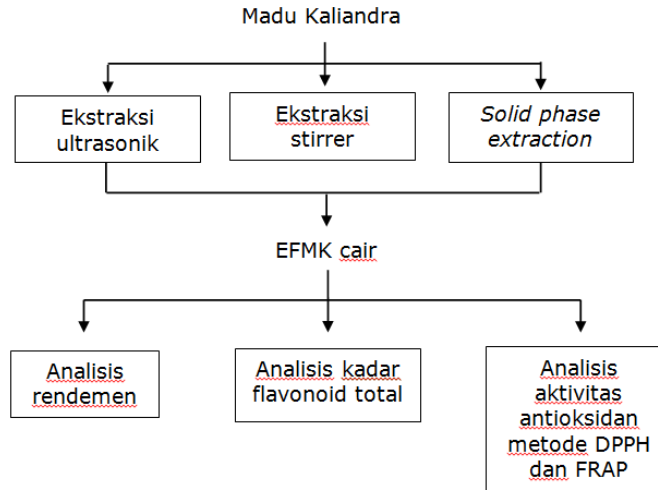 Madu Kaliandra
Ekstraksi
ultrasonik
Ekstraksi
stirrer
Solid phase
extraction
EFMK cair
Analisis
rendemen
Analisis kadar
flavonoid total
Analisis
aktivitas
antioksidan
metode DPPH
dan FRAP